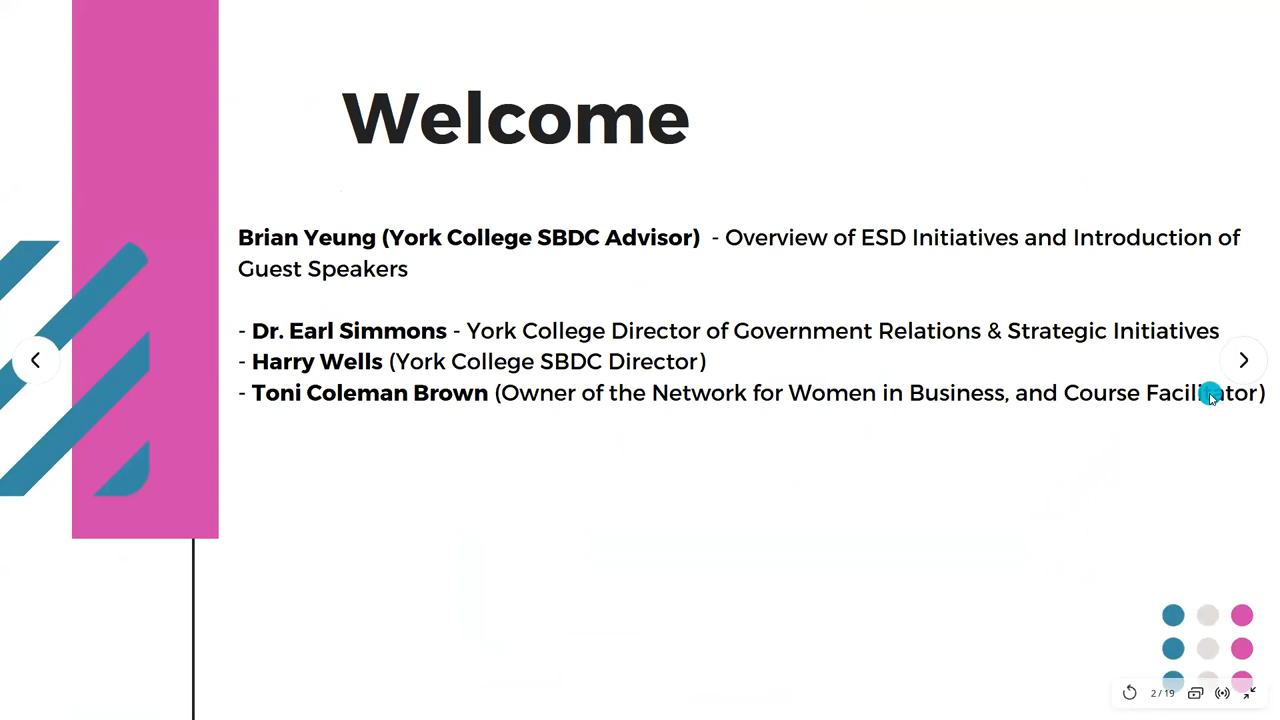 Welcome
Brian Yeung (York College SBDC Advisor) - Overview of ESD Initiatives and Introduction of
Guest Speakers
- Dr. Earl Simmons - York College Director of Government Relations & Strategic Initiatives
- Harry Wells (York College SBDC Director)
- Toni Coleman Brown (Owner of the Network for Women in Business, and Course Facilitator)
2 / 19